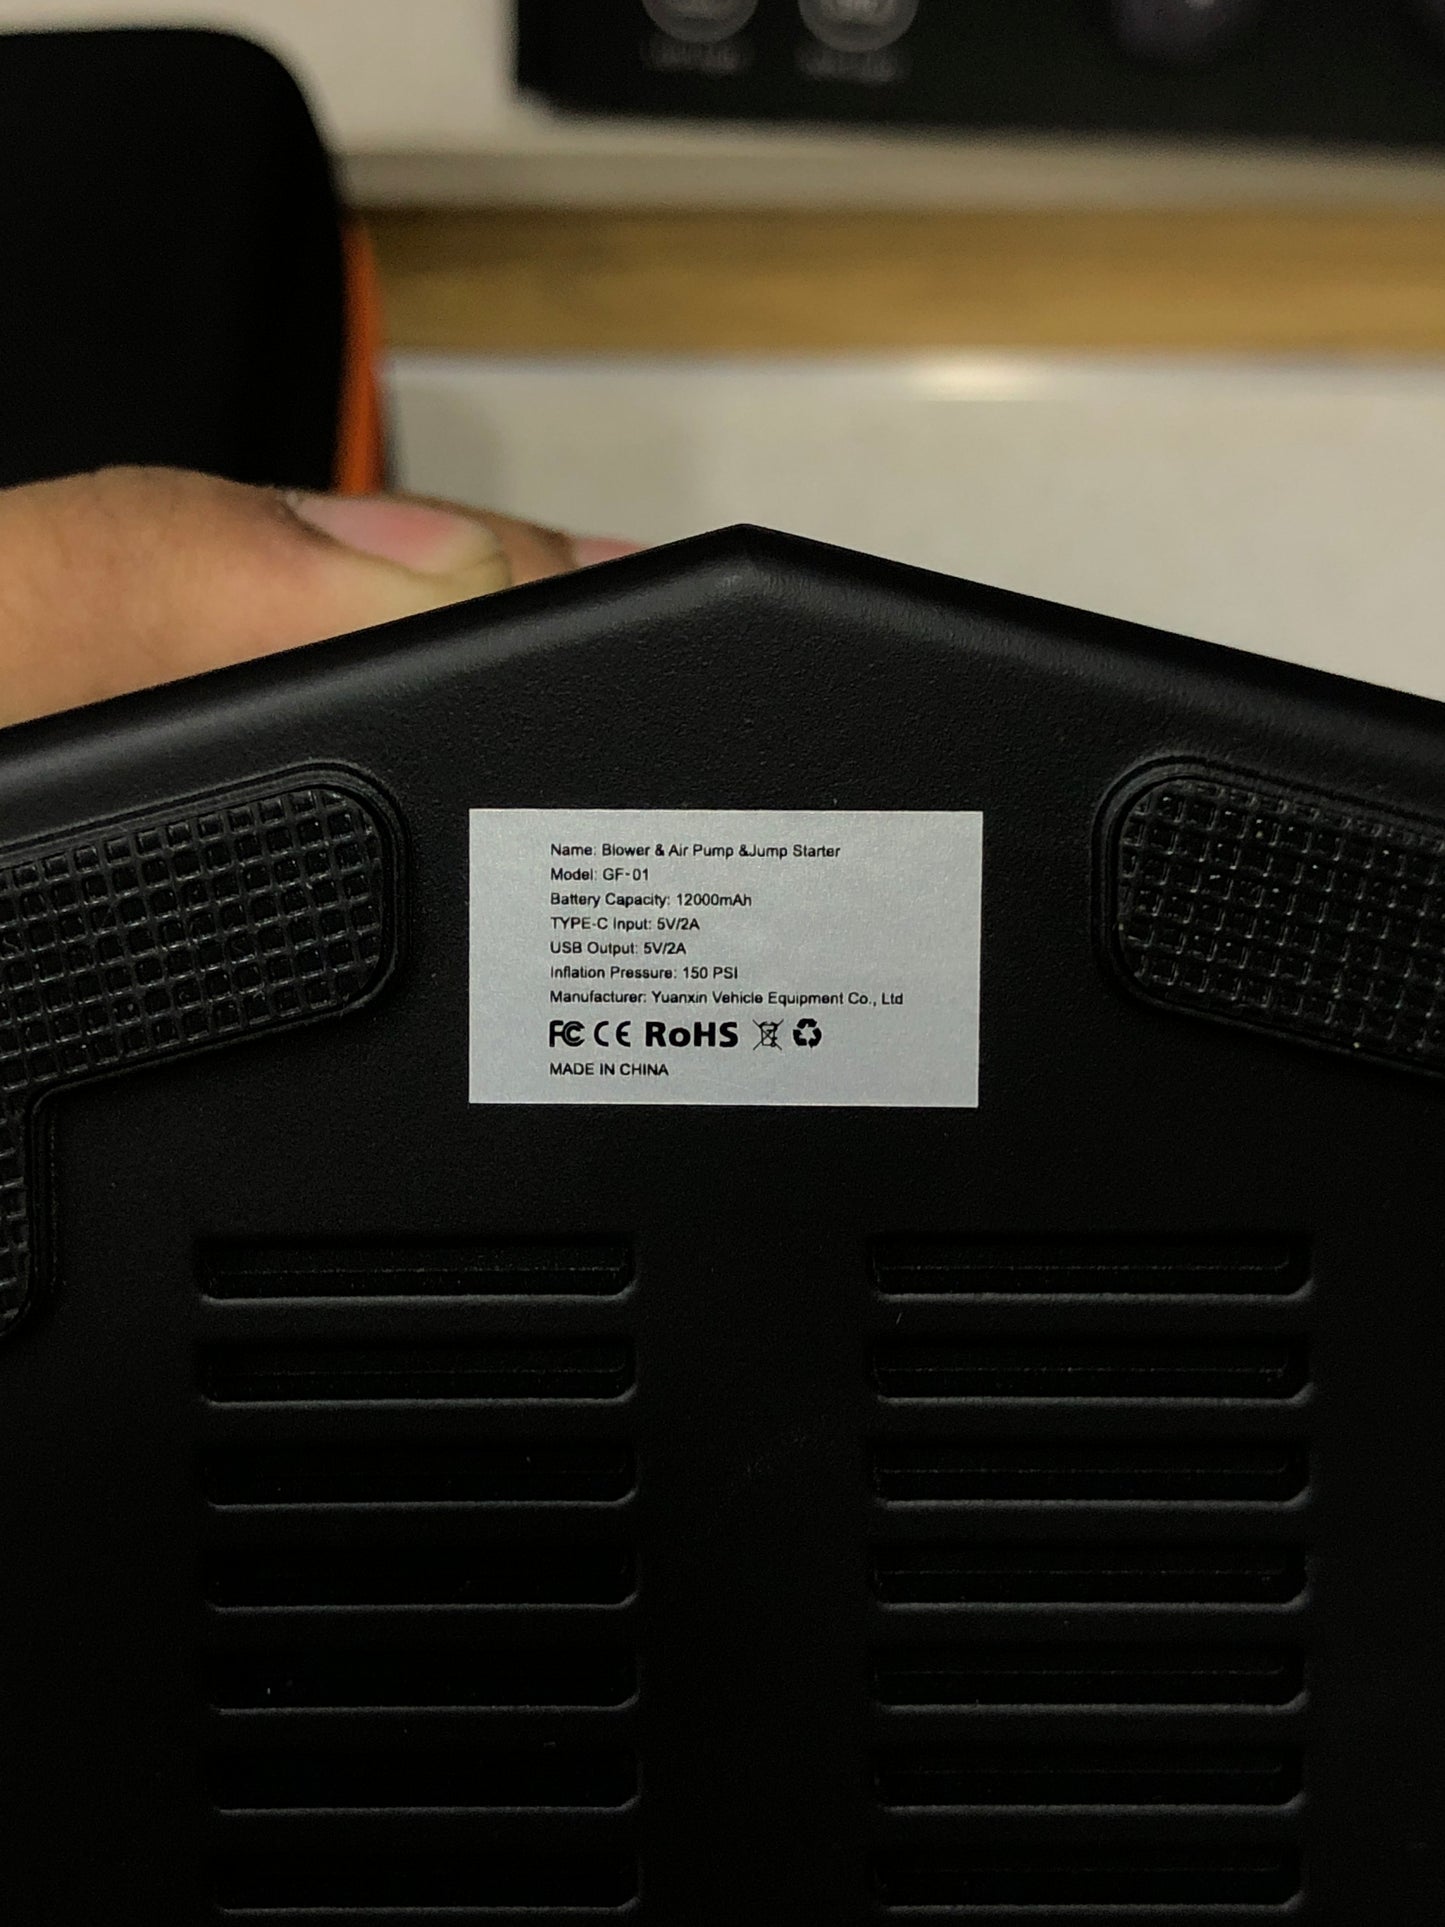 Name: Blower & Air Pump &Jump Starter
Model: GF-01
Battery Capacity: 12000mAh
TYPE-C Input: 5V/2A
USB Output: 5V/2A
Inflation Pressure: 150 PSI
Manufacturer: Yuanxin Vehicle Equipment Co., Ltd
FC CE RoHS
MADE IN CHINA